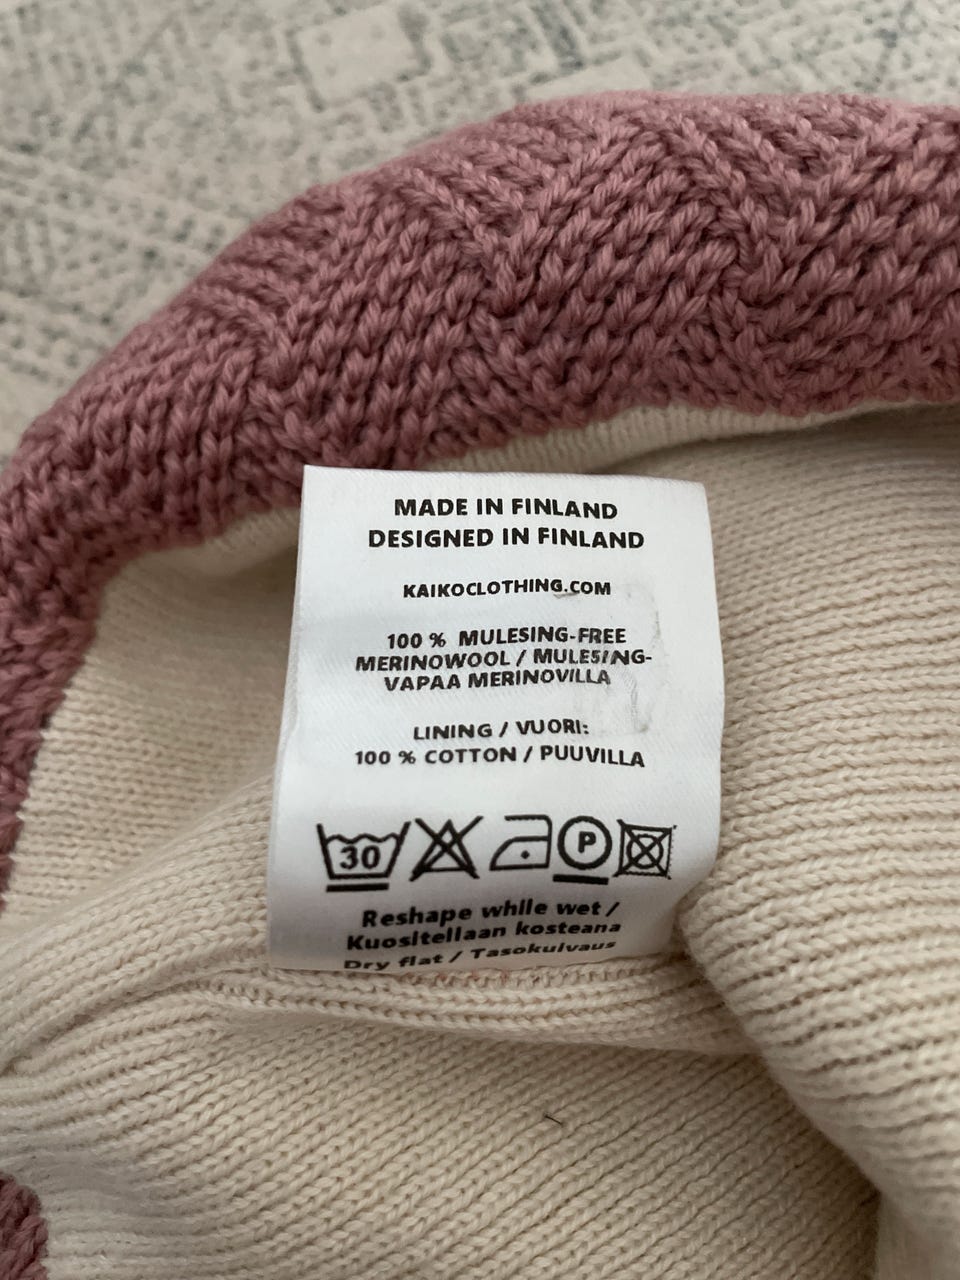 MADE IN FINLAND
DESIGNED IN FINLAND
KAIKOCLOTHING.COM
100 % MULESING-FREE
MERINOWOOL / MULESING-
VAPAA MERINOVILLA
LINING / VUORI:
100 % COTTON / PUUVILLA
30 P
Reshape while wet /
Kuositellaan kosteana
Dry flat / Tasokuivaus